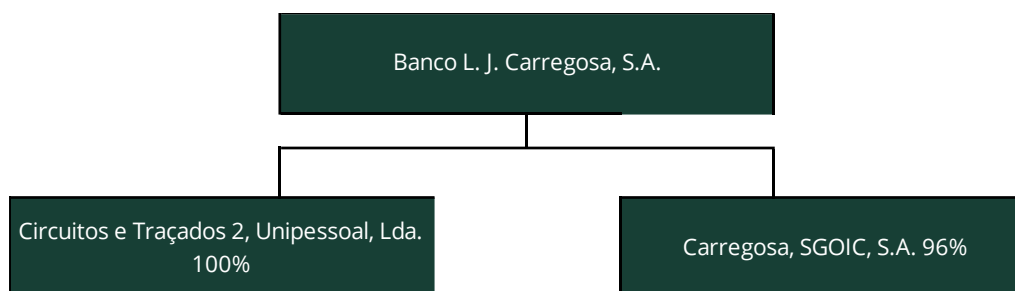 Banco L. J. Carregosa, S.A.
Circuitos e Traçados 2, Unipessoal, Lda.
100%
Carregosa, SGOIC, S.A. 96%